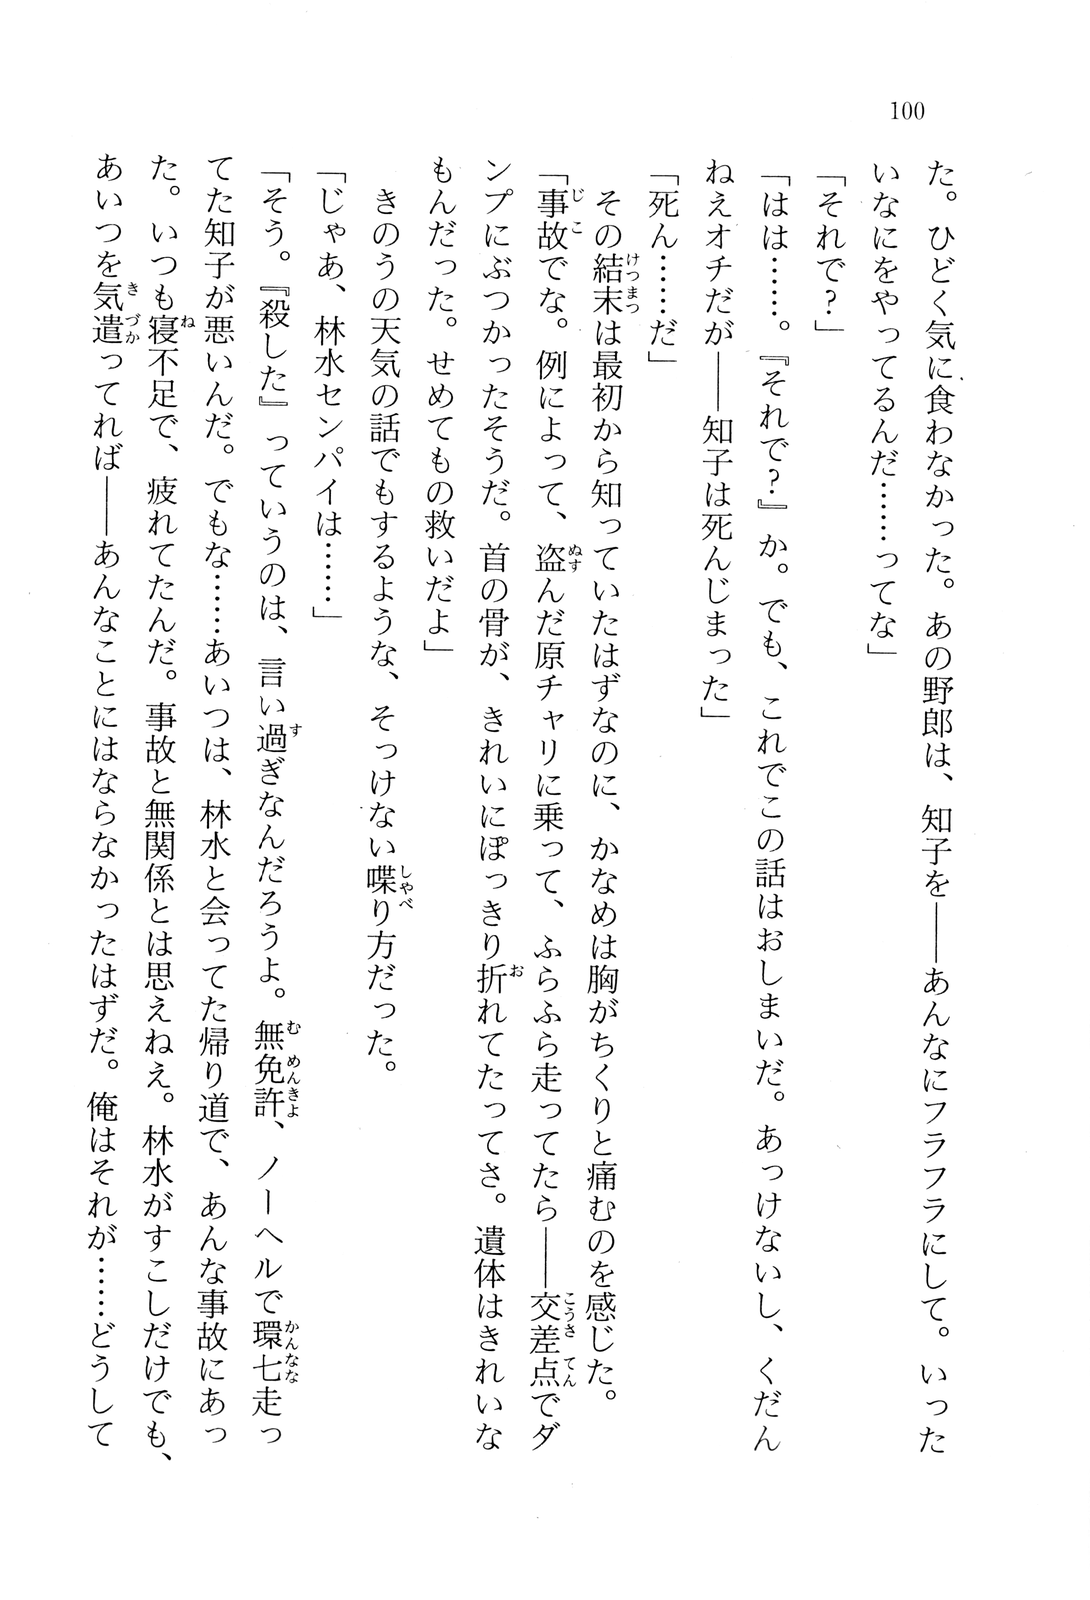 100
た。ひどく気に食わなかった。あの野郎は、知子を――あんなにフラフラにして。いった
いなにをやってるんだ……ってな」
「それで?」
「はは……。『それで?』か。でも、これでこの話はおしまいだ。あっけないし、くだん
ねえオチだが――知子は死んじまった」
「死ん……だ」
その結末は最初から知っていたはずなのに、かなめは胸がちくりと痛むのを感じた。
「事故でな。例によって、盗んだ原チャリに乗って、ふらふら走ってたら――交差点でダ
ンプにぶつかったそうだ。首の骨が、きれいにぽっきり折れてたってさ。遺体はきれいな
もんだった。せめてもの救いだよ」
きのうの天気の話でもするような、そっけない喋り方だった。
「じゃあ、林水センパイは……」
「そう。『殺した』っていうのは、言い過ぎなんだろうよ。無免許、ノーヘルで環七走っ
てた知子が悪いんだ。でもな……あいつは、林水と会ってた帰り道で、あんな事故にあっ
た。いつも寝不足で、疲れてたんだ。事故と無関係とは思えねえ。林水がすこしだけでも、
あいつを気遣ってれば――あんなことにはならなかったはずだ。俺はそれが……どうして